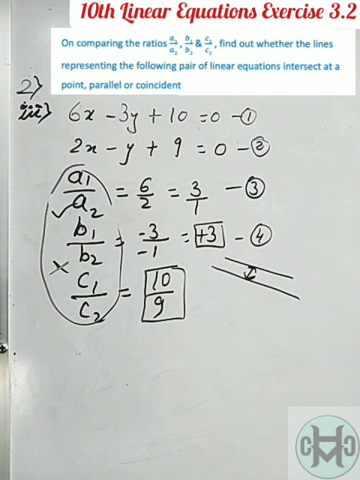 10th Linear Equations Exercise 3.2
On comparing the ratios a₁/a₂, b₁/b₂ & c₁/c₂, find out whether the lines
representing the following pair of linear equations intersect at a
point, parallel or coincident
2)
iii) 6x - 3y + 10 = 0 - ①
2x - y + 9 = 0 - ②
a₁/a₂ = 6/2 = 3/1 - ③
b₁/b₂ = -3/-1 = +3 - ④
c₁/c₂ = 10/9